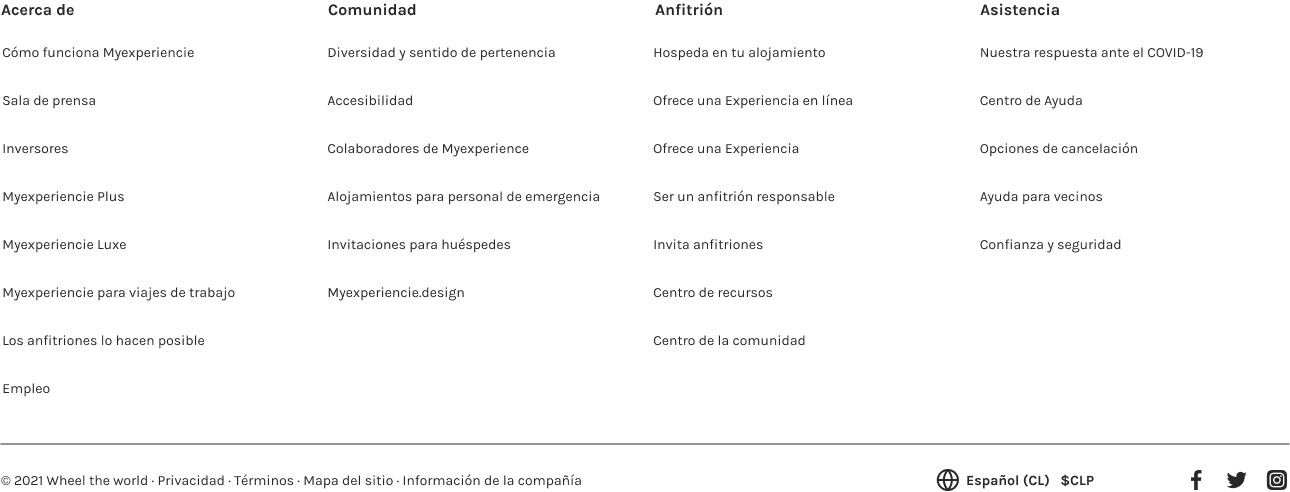 Acerca de
Cómo funciona Myexperiencie
Sala de prensa
Inversores
Myexperiencie Plus
Myexperiencie Luxe
Myexperiencie para viajes de trabajo
Los anfitriones lo hacen posible
Empleo
Comunidad
Diversidad y sentido de pertenencia
Accesibilidad
Colaboradores de Myexperience
Alojamientos para personal de emergencia
Invitaciones para huéspedes
Myexperiencie.design
Anfitrión
Hospeda en tu alojamiento
Ofrece una Experiencia en línea
Ofrece una Experiencia
Ser un anfitrión responsable
Invita anfitriones
Centro de recursos
Centro de la comunidad
Asistencia
Nuestra respuesta ante el COVID-19
Centro de Ayuda
Opciones de cancelación
Ayuda para vecinos
Confianza y seguridad
© 2021 Wheel the world · Privacidad · Términos · Mapa del sitio · Información de la compañía
Español (CL) $CLP